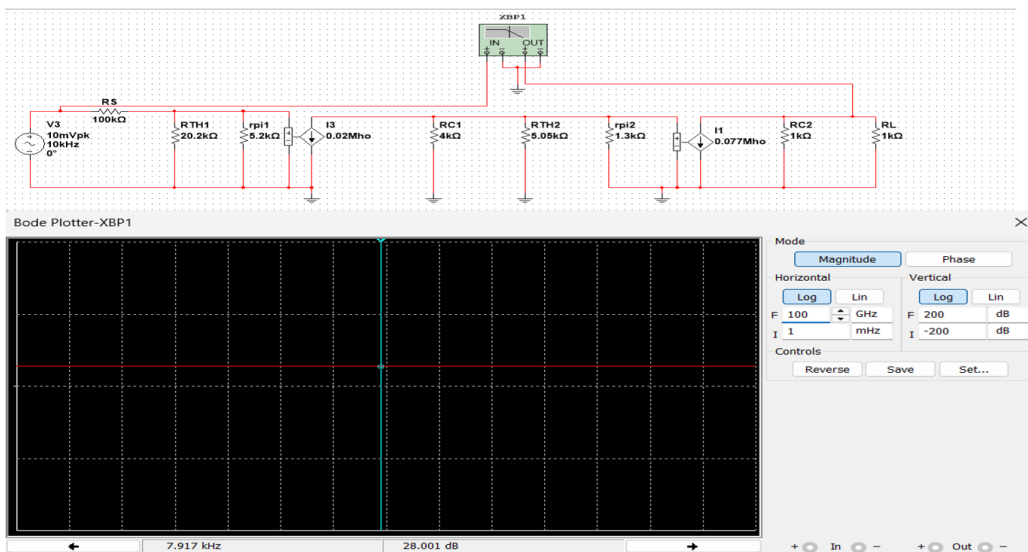 XBP1
IN OUT
RS
100kΩ
V3
10mVpk
10kHz
0°
RTH1
20.2kΩ
rpi1
5.2kΩ
I3
0.02Mho
RC1
4kΩ
RTH2
5.05kΩ
rpi2
1.3kΩ
I1
0.077Mho
RC2
1kΩ
RL
1kΩ
Bode Plotter-XBP1
Mode
Magnitude Phase
Horizontal Vertical
Log Lin Log Lin
F 100 GHz F 200 dB
I 1 mHz I -200 dB
Controls
Reverse Save Set...
7.917 kHz 28.001 dB
+ In − + Out −